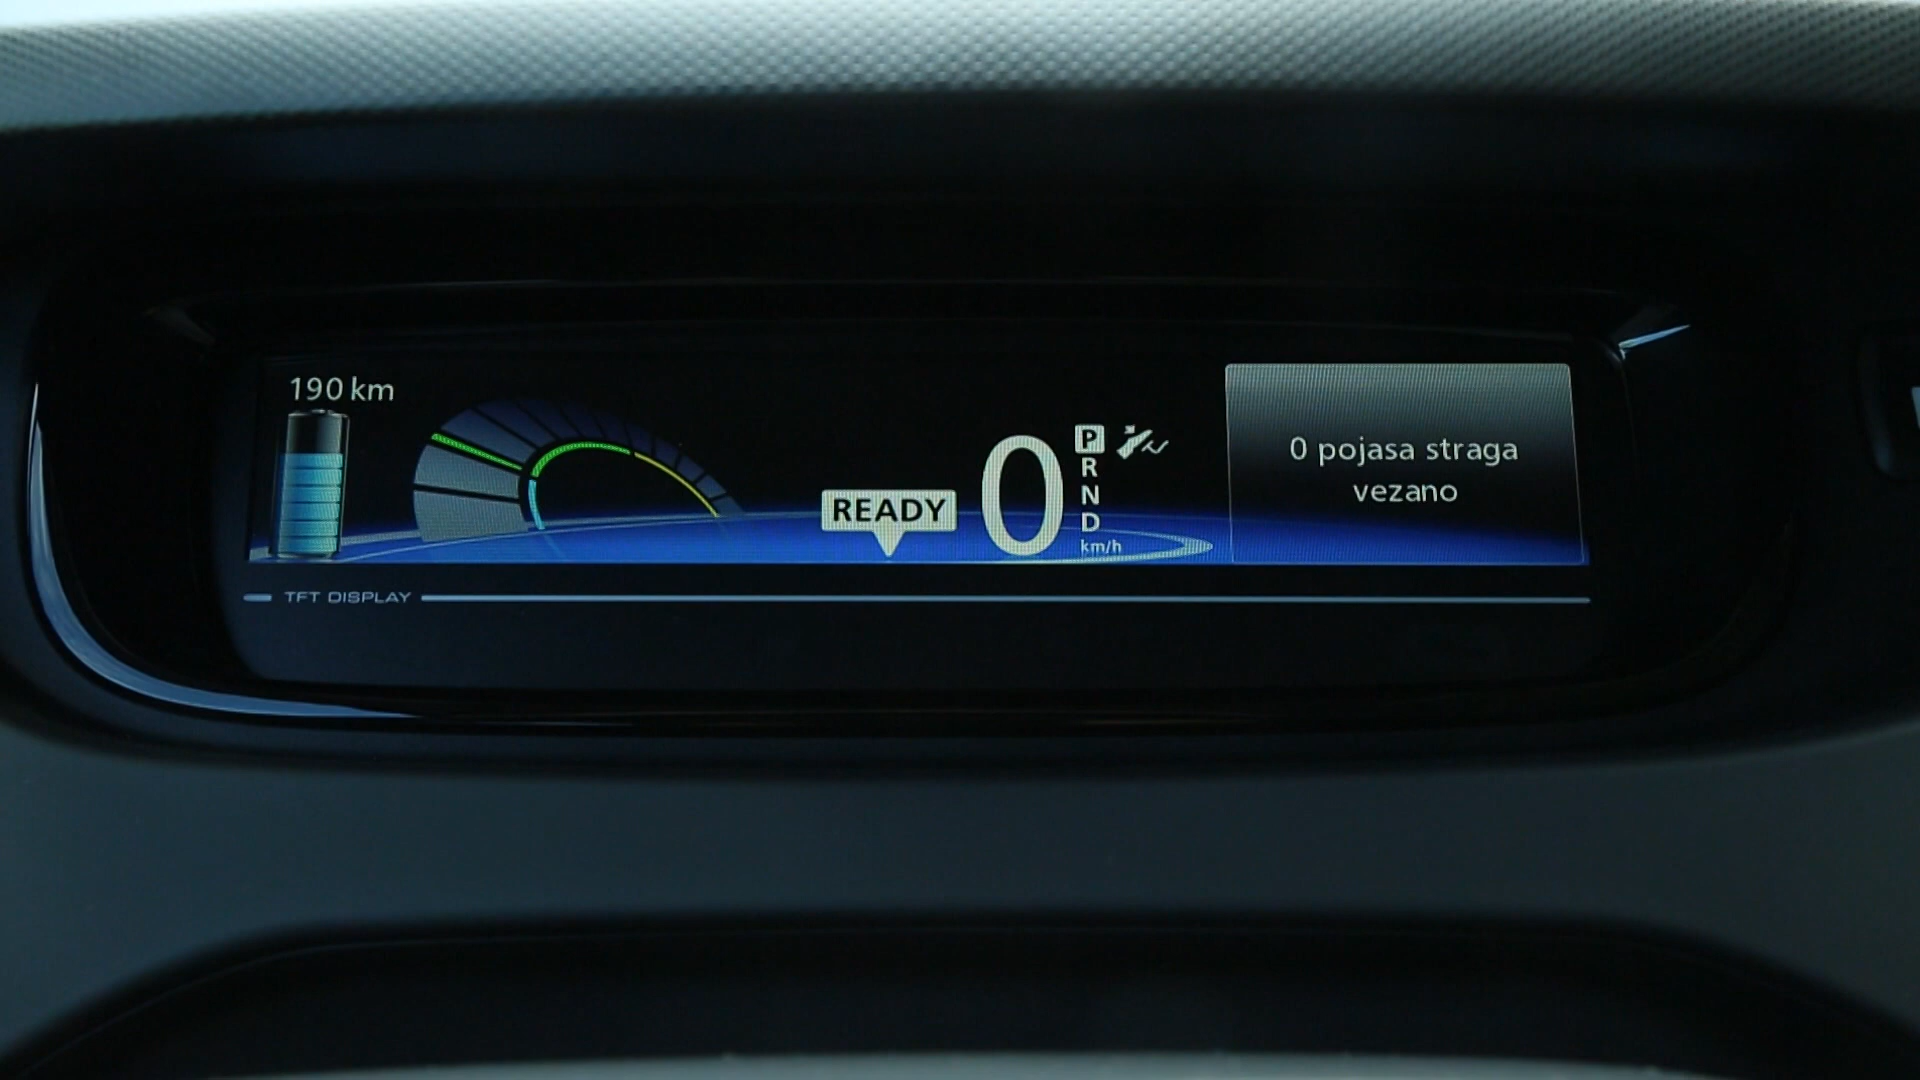 190 km
READY
0
P
R
N
D
km/h
0 pojasa straga
vezano
TFT DISPLAY